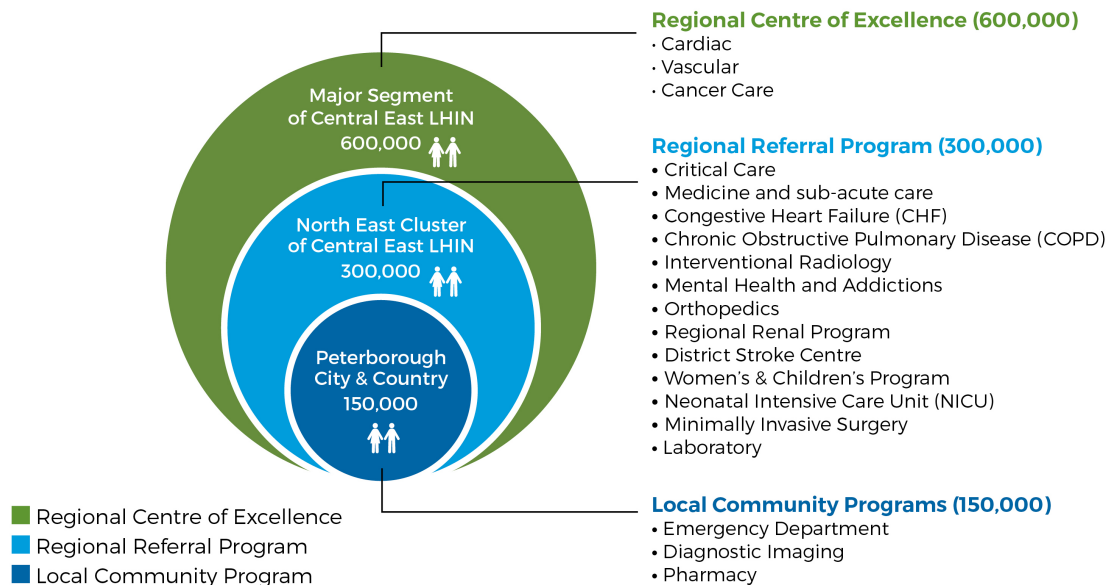 Regional Centre of Excellence (600,000)
· Cardiac
· Vascular
· Cancer Care
Major Segment
of Central East LHIN
600,000
Regional Referral Program (300,000)
• Critical Care
• Medicine and sub-acute care
• Congestive Heart Failure (CHF)
• Chronic Obstructive Pulmonary Disease (COPD)
• Interventional Radiology
• Mental Health and Addictions
• Orthopedics
• Regional Renal Program
• District Stroke Centre
• Women's & Children's Program
• Neonatal Intensive Care Unit (NICU)
• Minimally Invasive Surgery
• Laboratory
North East Cluster
of Central East LHIN
300,000
Peterborough
City & Country
150,000
Local Community Programs (150,000)
• Emergency Department
• Diagnostic Imaging
• Pharmacy
Regional Centre of Excellence
Regional Referral Program
Local Community Program